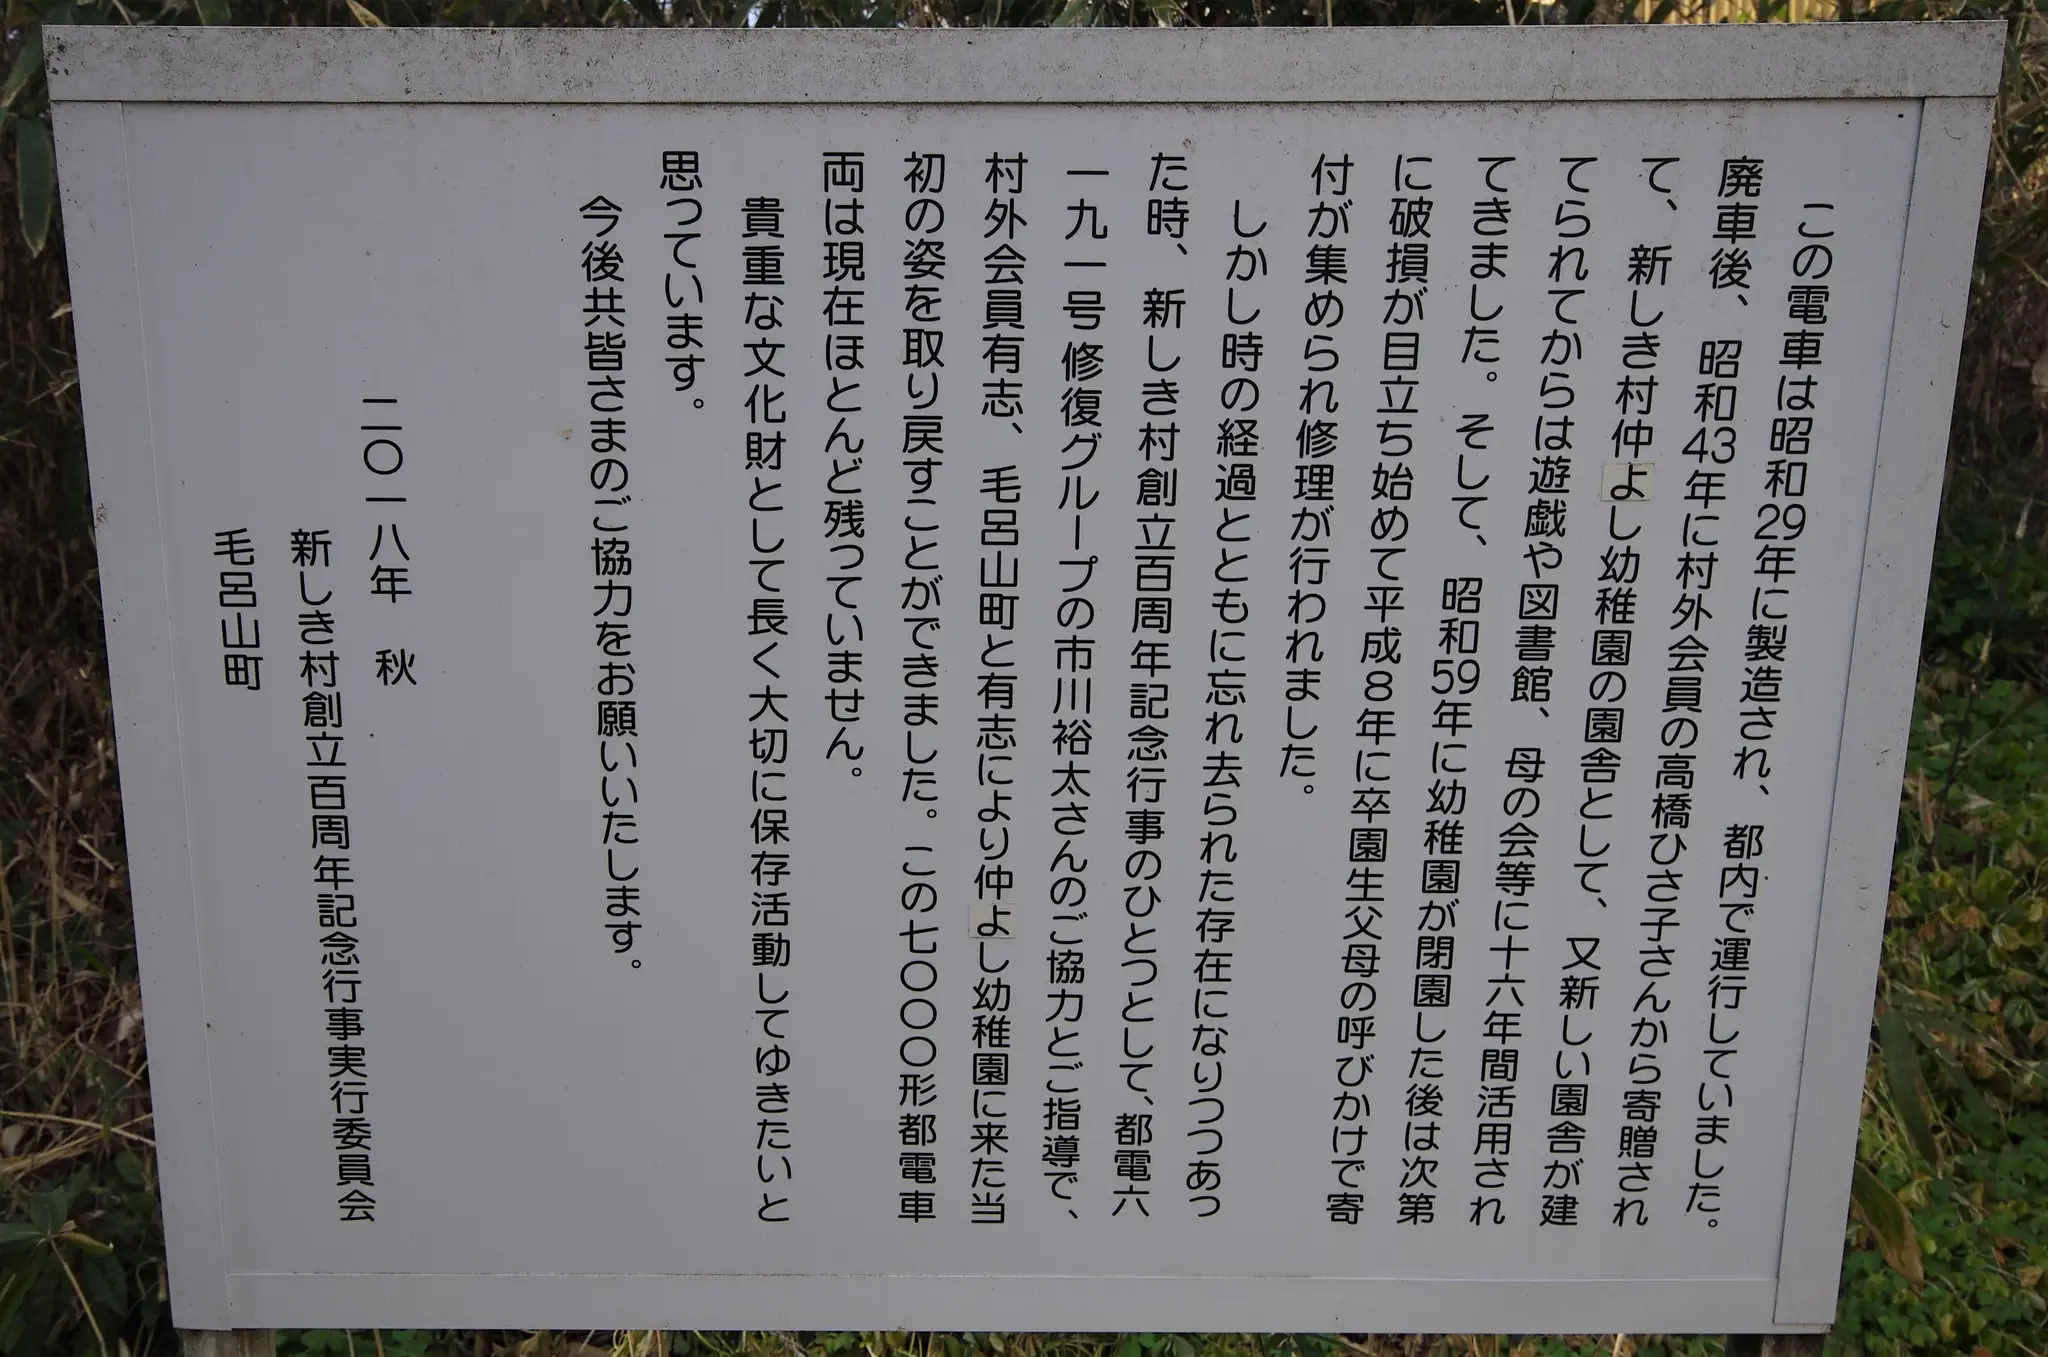 この電車は昭和29年に製造され、都内で運行していました。
廃車後、昭和43年に村外会員の高橋ひさ子さんから寄贈され
て、新しき村仲よし幼稚園の園舎として、又新しい園舎が建
てられてからは遊戯や図書館、母の会等に十六年間活用され
てきました。そして、昭和59年に幼稚園が閉園した後は次第
に破損が目立ち始めて平成8年に卒園生父母の呼びかけで寄
付が集められ修理が行われました。
しかし時の経過とともに忘れ去られた存在になりつつあっ
た時、新しき村創立百周年記念行事のひとつとして、都電六
一九一号修復グループの市川裕太さんのご協力とご指導で、
村外会員有志、毛呂山町と有志により仲よし幼稚園に来た当
初の姿を取り戻すことができました。この七〇〇〇形都電車
両は現在ほとんど残っていません。
貴重な文化財として長く大切に保存活動してゆきたいと
思っています。
今後共皆さまのご協力をお願いいたします。
二〇一八年　秋
新しき村創立百周年記念行事実行委員会
毛呂山町